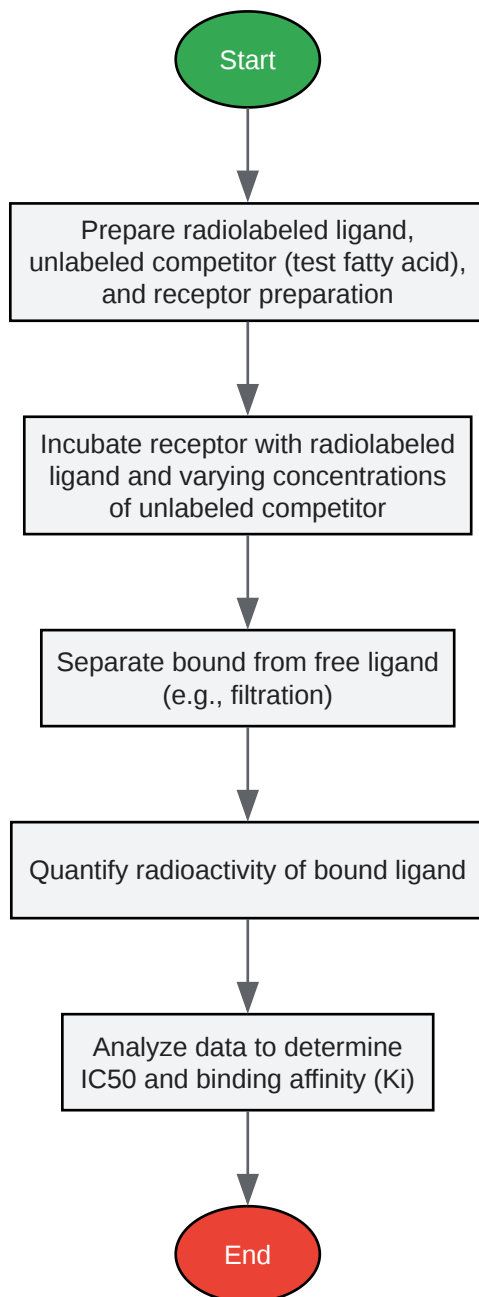 Start
Prepare radiolabeled ligand,
unlabeled competitor (test fatty acid),
and receptor preparation
Incubate receptor with radiolabeled
ligand and varying concentrations
of unlabeled competitor
Separate bound from free ligand
(e.g., filtration)
Quantify radioactivity of bound ligand
Analyze data to determine
IC50 and binding affinity (Ki)
End